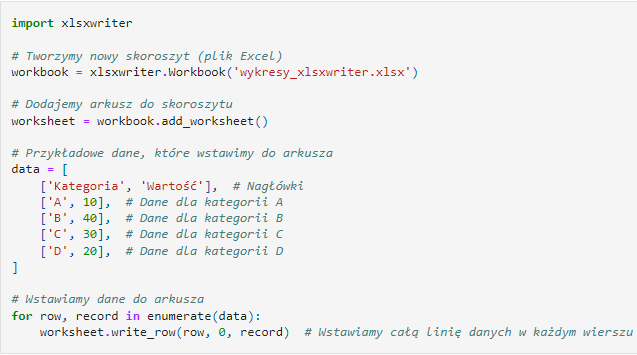 import xlsxwriter
# Tworzymy nowy skoroszyt (plik Excel)
workbook = xlsxwriter.Workbook('wykresy_xlsxwriter.xlsx')
# Dodajemy arkusz do skoroszytu
worksheet = workbook.add_worksheet()
# Przykładowe dane, które wstawimy do arkusza
data = [
    ['Kategoria', 'Wartość'],  # Nagłówki
    ['A', 10],  # Dane dla kategorii A
    ['B', 40],  # Dane dla kategorii B
    ['C', 30],  # Dane dla kategorii C
    ['D', 20],  # Dane dla kategorii D
]
# Wstawiamy dane do arkusza
for row, record in enumerate(data):
    worksheet.write_row(row, 0, record)  # Wstawiamy całą linię danych w każdym wierszu